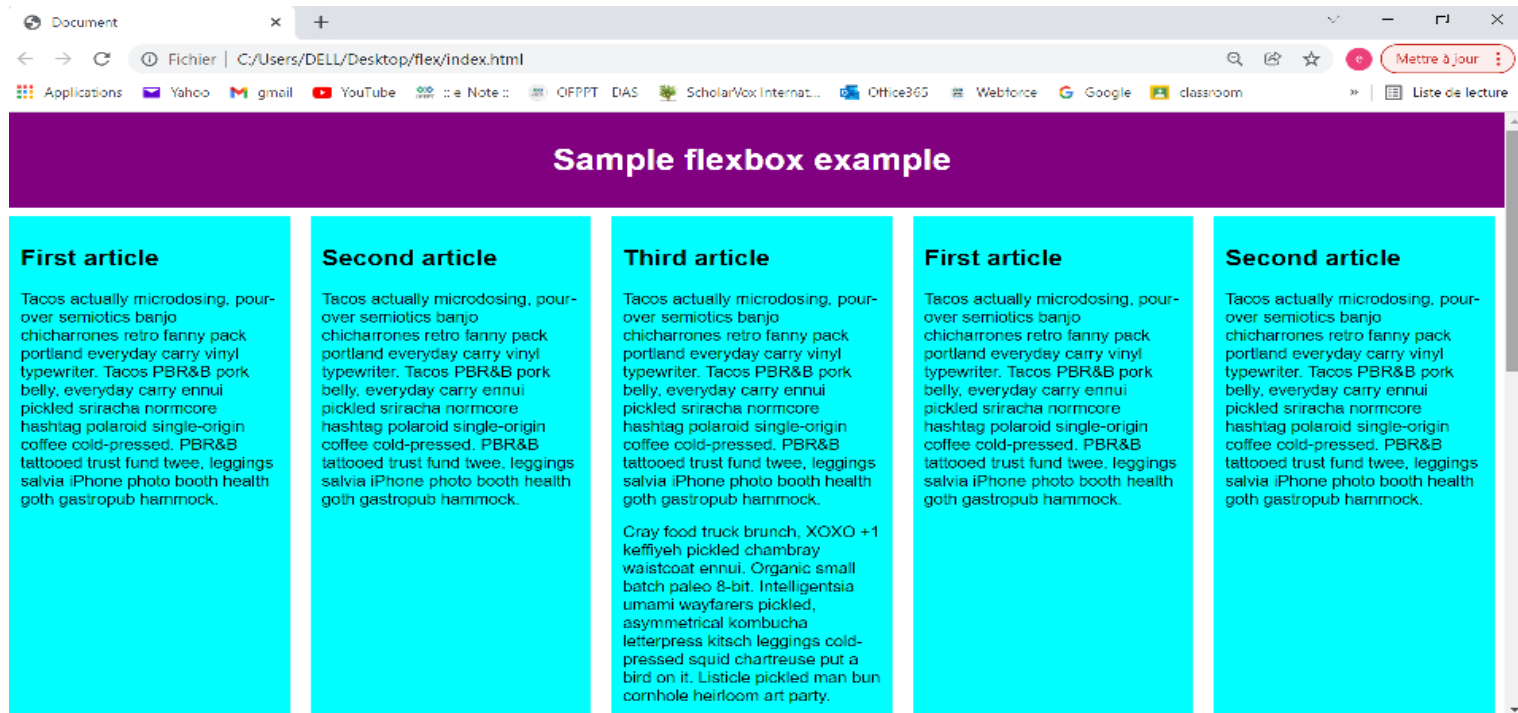 Document
Fichier | C:/Users/DELL/Desktop/flex/index.html
Mettre à jour
Applications Yahoo gmail YouTube :: e Note :: OFPPT DAS ScholarVox Internat... Office365 Webforce Google classroom » Liste de lecture
Sample flexbox example
First article
Tacos actually microdosing, pour-
over semiotics banjo
chicharrones retro fanny pack
portland everyday carry vinyl
typewriter. Tacos PBR&B pork
belly, everyday carry ennui
pickled sriracha normcore
hashtag polaroid single-origin
coffee cold-pressed. PBR&B
tattooed trust fund twee, leggings
salvia iPhone photo booth health
goth gastropub hammock.
Second article
Tacos actually microdosing, pour-
over semiotics banjo
chicharrones retro fanny pack
portland everyday carry vinyl
typewriter. Tacos PBR&B pork
belly, everyday carry ennui
pickled sriracha normcore
hashtag polaroid single-origin
coffee cold-pressed. PBR&B
tattooed trust fund twee, leggings
salvia iPhone photo booth health
goth gastropub hammock.
Third article
Tacos actually microdosing, pour-
over semiotics banjo
chicharrones retro fanny pack
portland everyday carry vinyl
typewriter. Tacos PBR&B pork
belly, everyday carry ennui
pickled sriracha normcore
hashtag polaroid single-origin
coffee cold-pressed. PBR&B
tattooed trust fund twee, leggings
salvia iPhone photo booth health
goth gastropub hammock.
Cray food truck brunch, XOXO +1
keffiyeh pickled chambray
waistcoat ennui. Organic small
batch paleo 8-bit. Intelligentsia
umami wayfarers pickled,
asymmetrical kombucha
letterpress kitsch leggings cold-
pressed squid chartreuse put a
bird on it. Listicle pickled man bun
cornhole heirloom art party.
First article
Tacos actually microdosing, pour-
over semiotics banjo
chicharrones retro fanny pack
portland everyday carry vinyl
typewriter. Tacos PBR&B pork
belly, everyday carry ennui
pickled sriracha normcore
hashtag polaroid single-origin
coffee cold-pressed. PBR&B
tattooed trust fund twee, leggings
salvia iPhone photo booth health
goth gastropub hammock.
Second article
Tacos actually microdosing, pour-
over semiotics banjo
chicharrones retro fanny pack
portland everyday carry vinyl
typewriter. Tacos PBR&B pork
belly, everyday carry ennui
pickled sriracha normcore
hashtag polaroid single-origin
coffee cold-pressed. PBR&B
tattooed trust fund twee, leggings
salvia iPhone photo booth health
goth gastropub hammock.